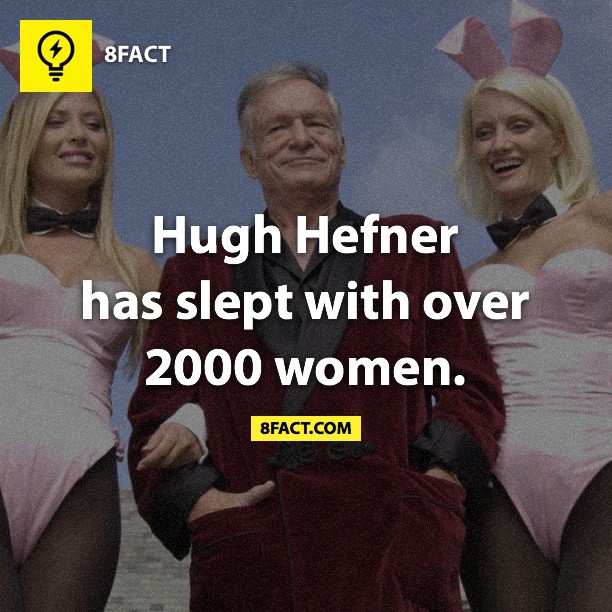 8FACT
Hugh Hefner
has slept with over
2000 women.
8FACT.COM